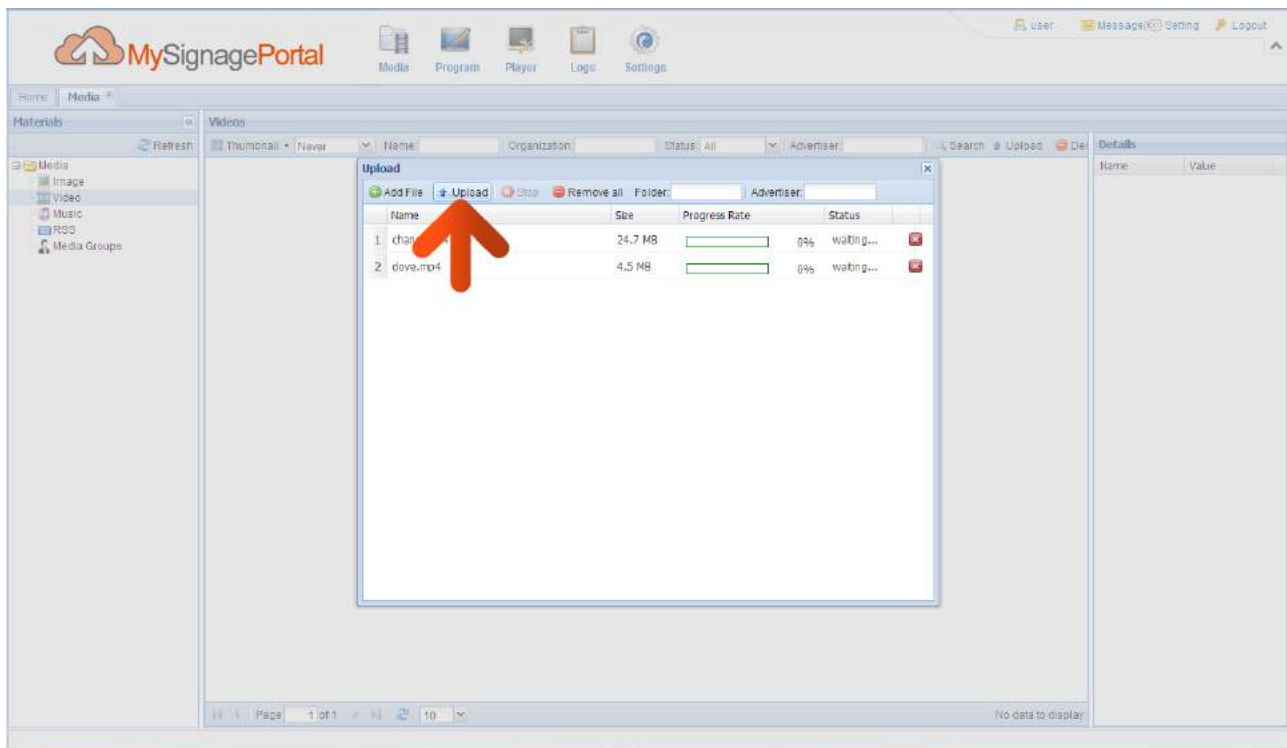 user Message( Setting Logout
MySignagePortal
Media Program Player Logs Settings
Home Media
Materials Videos
Refresh Thumbnail Never Name: Organization: Status: All Advertiser: Search Upload Del Details
Name Value
Media
Image
Video
Music
RSS
Media Groups
Upload
Add File Upload Stop Remove all Folder: Advertiser:
Name Size Progress Rate Status
1 24.7 MB 0% waiting...
2 dove.mp4 4.5 MB 0% waiting...
Page 1 of 1 10 No data to display